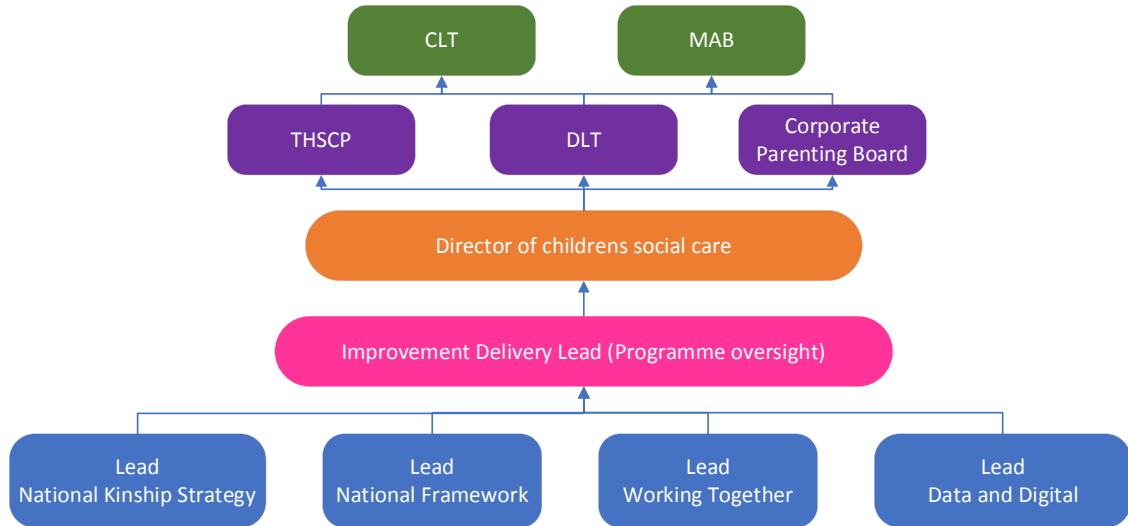 CLT
MAB
THSCP
DLT
Corporate
Parenting Board
Director of childrens social care
Improvement Delivery Lead (Programme oversight)
Lead
National Kinship Strategy
Lead
National Framework
Lead
Working Together
Lead
Data and Digital